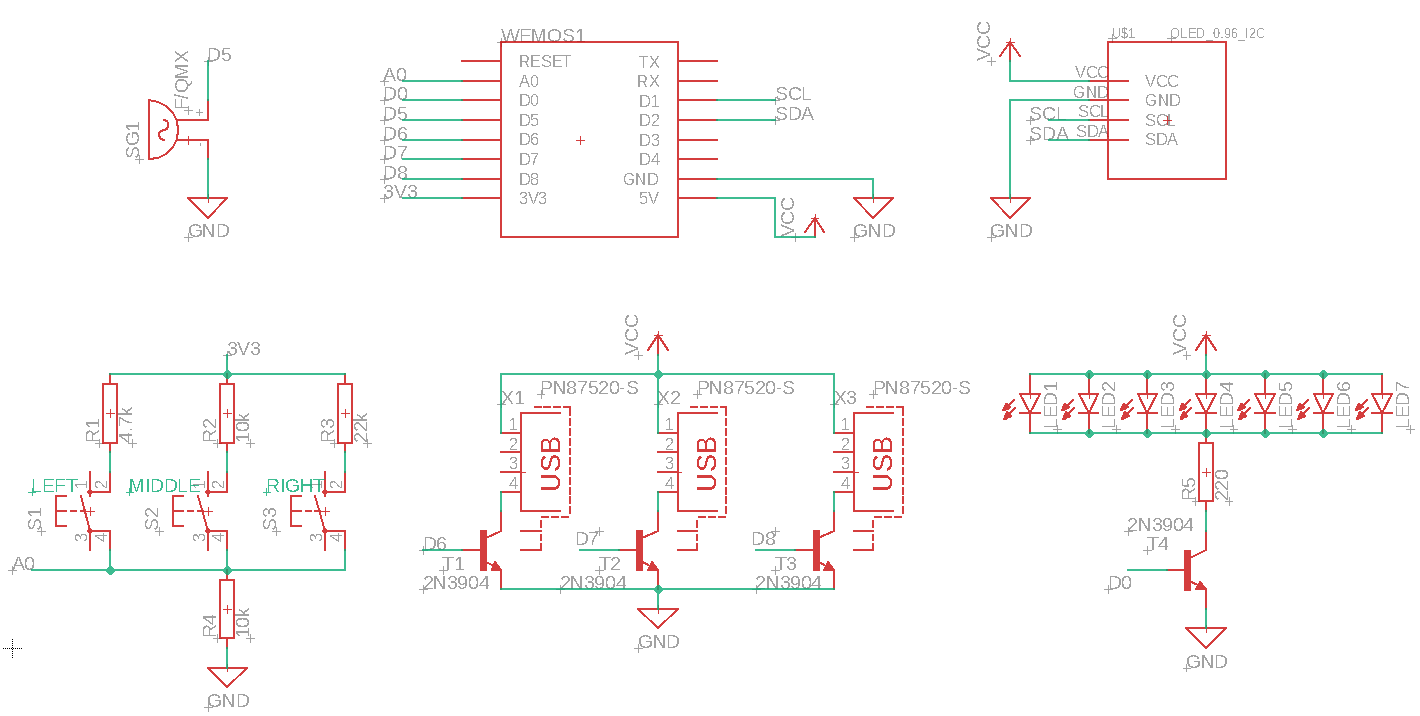 D5
F/QMX
SG1
+
-
GND
WEMOS1
A0
D0
D5
D6
D7
D8
3V3
RESET
A0
D0
D5
D6
D7
D8
3V3
TX
RX
D1
D2
D3
D4
GND
5V
SCL
SDA
VCC
GND
VCC
U$1
OLED_0.96_I2C
VCC
GND
SCL
SCL
SDA
SDA
VCC
GND
SCL
SDA
GND
3V3
R1
4.7k
R2
10k
R3
22k
LEFT
MIDDLE
RIGHT
S1
1
2
3
4
S2
1
2
3
4
S3
1
2
3
4
A0
R4
10k
GND
VCC
PN87520-S
PN87520-S
PN87520-S
X1
X2
X3
1
2
3
4
USB
1
2
3
4
USB
1
2
3
4
USB
D6
T1
2N3904
D7
T2
2N3904
D8
T3
2N3904
GND
VCC
LED1
LED2
LED3
LED4
LED5
LED6
LED7
R5
220
2N3904
T4
D0
GND